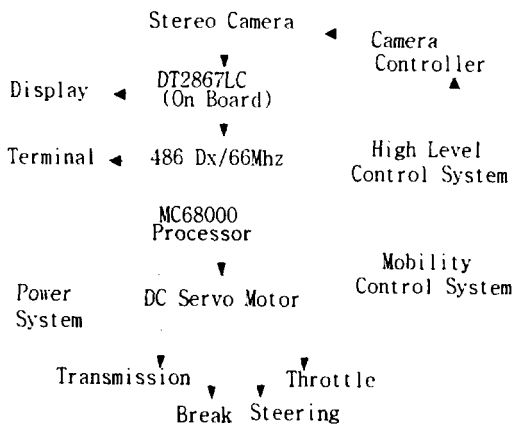 Stereo Camera
Camera
Controller
DT2867LC
(On Board)
Display
Terminal
486 Dx/66Mhz
High Level
Control System
MC68000
Processor
Mobility
Control System
Power
System
DC Servo Motor
Transmission
Throttle
Break
Steering